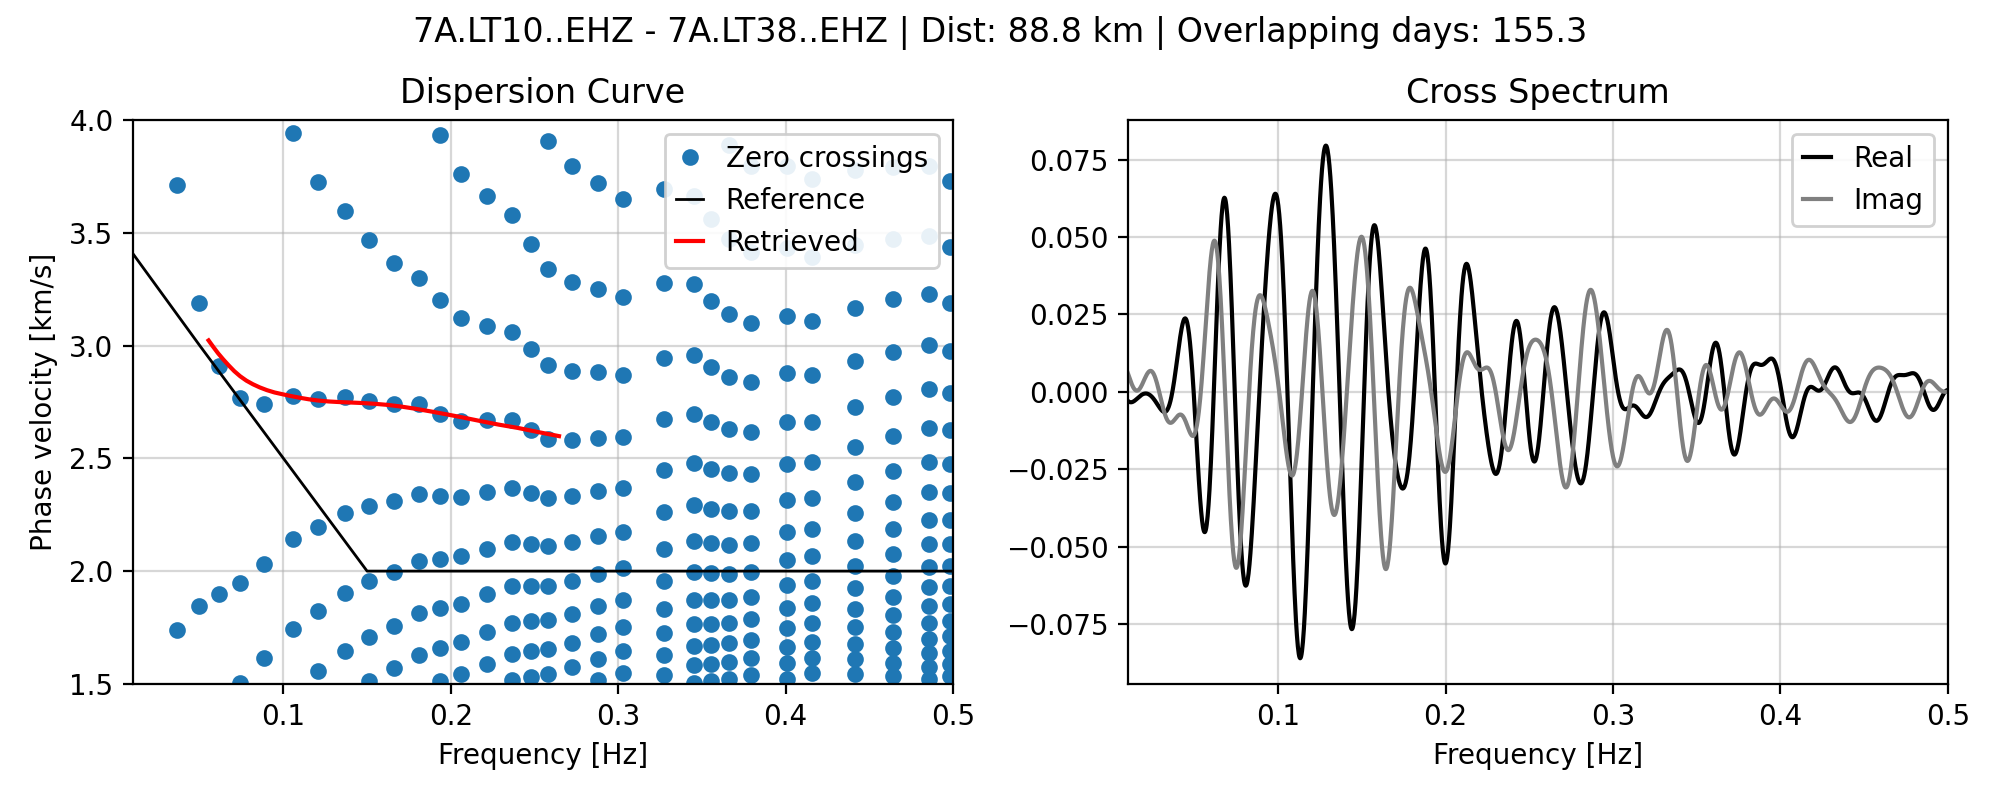 7A.LT10..EHZ - 7A.LT38..EHZ | Dist: 88.8 km | Overlapping days: 155.3
Dispersion Curve
4.0
3.5
3.0
2.5
2.0
1.5
Phase velocity [km/s]
0.1
0.2
0.3
0.4
0.5
Frequency [Hz]
Zero crossings
Reference
Retrieved
Cross Spectrum
0.075
0.050
0.025
0.000
−0.025
−0.050
−0.075
0.1
0.2
0.3
0.4
0.5
Frequency [Hz]
Real
Imag